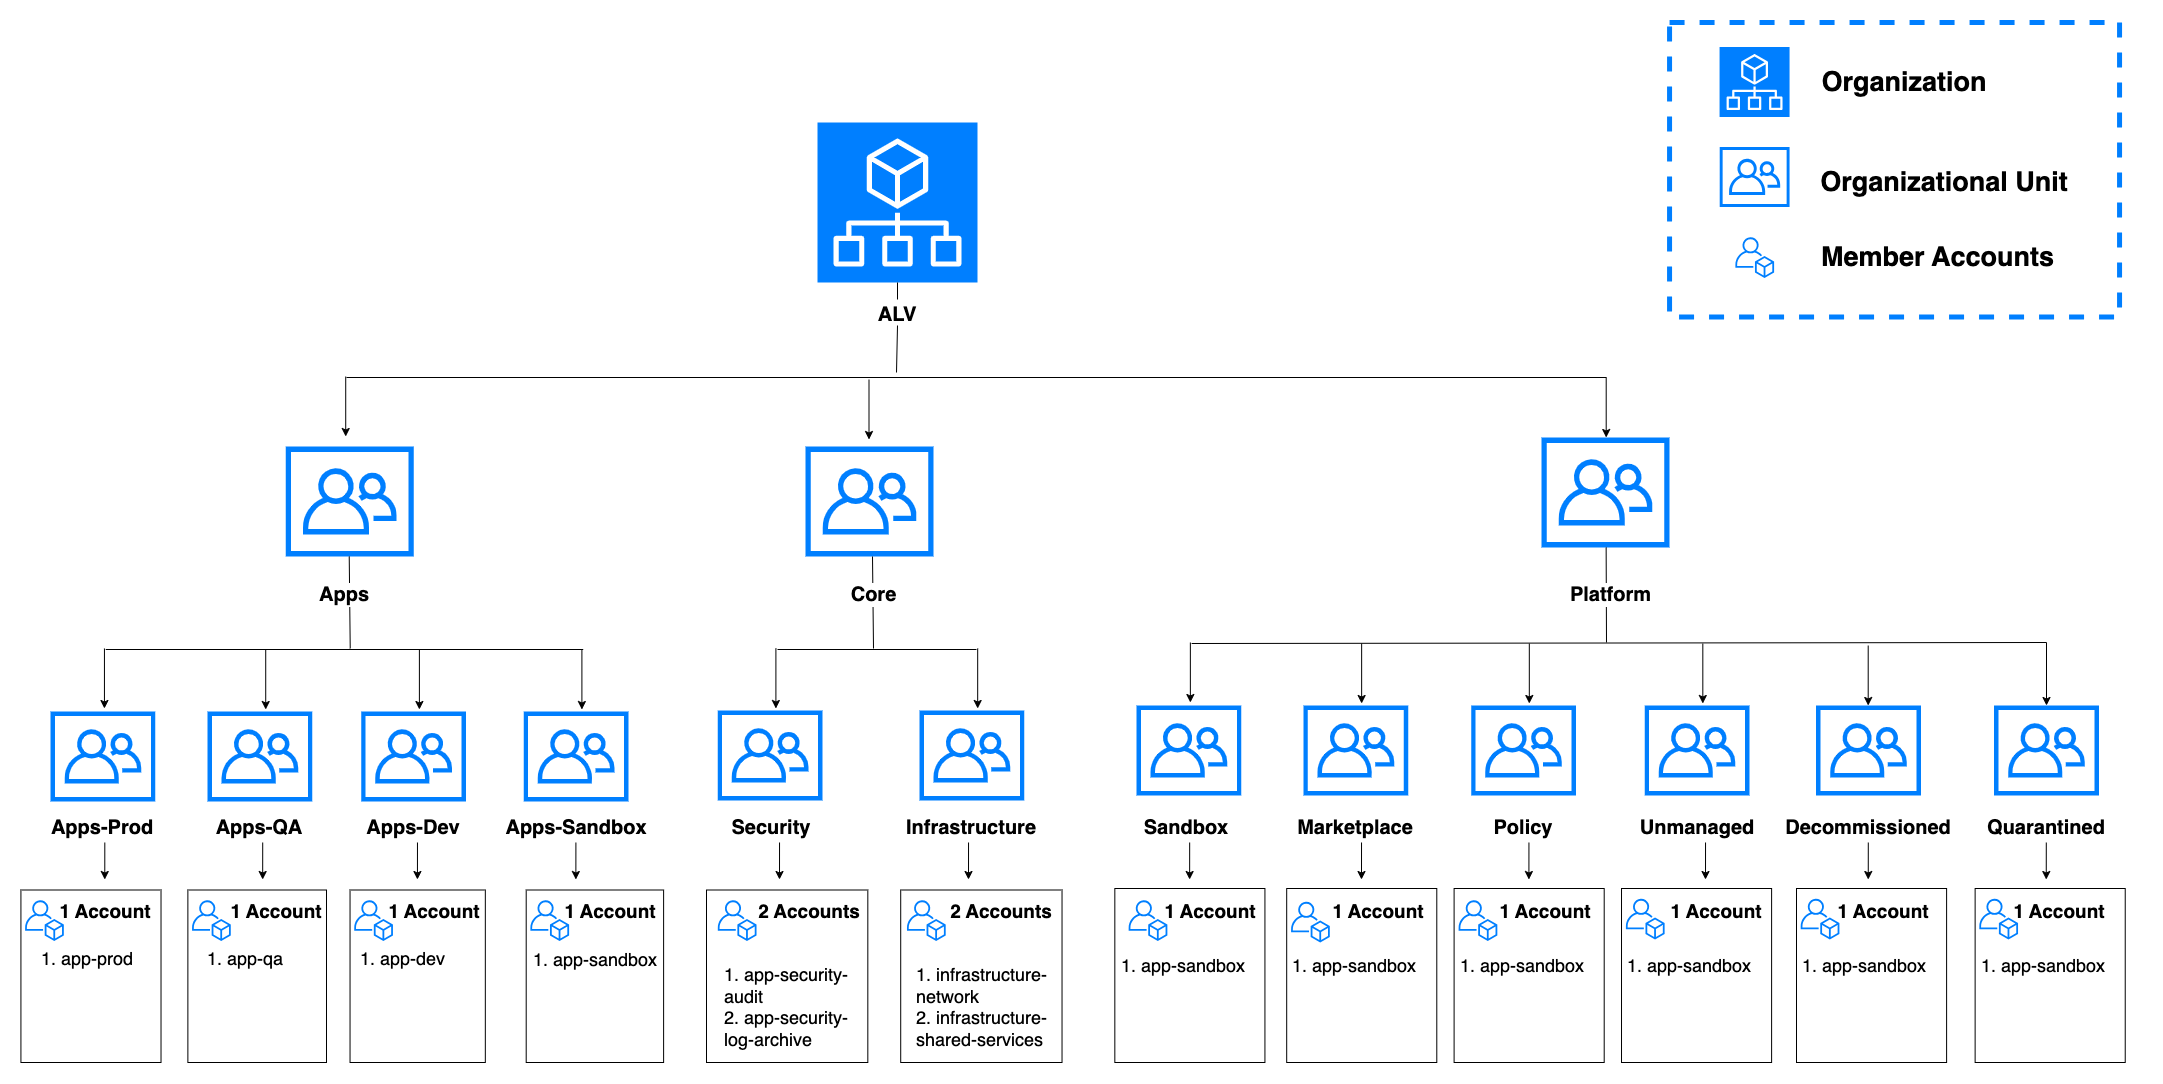 Organization
Organizational Unit
Member Accounts
ALV
Apps
Core
Platform
Apps-Prod
Apps-QA
Apps-Dev
Apps-Sandbox
Security
Infrastructure
Sandbox
Marketplace
Policy
Unmanaged
Decommissioned
Quarantined
1 Account
1. app-prod
1 Account
1. app-qa
1 Account
1. app-dev
1 Account
1. app-sandbox
2 Accounts
1. app-security-
audit
2. app-security-
log-archive
2 Accounts
1. infrastructure-
network
2. infrastructure-
shared-services
1 Account
1. app-sandbox
1 Account
1. app-sandbox
1 Account
1. app-sandbox
1 Account
1. app-sandbox
1 Account
1. app-sandbox
1 Account
1. app-sandbox